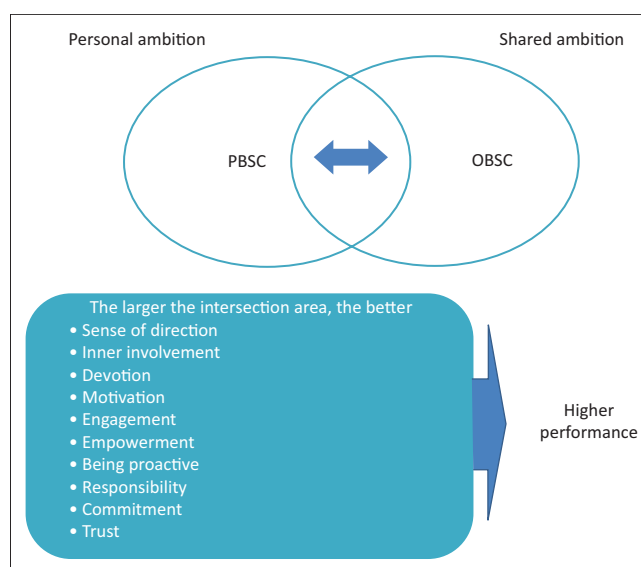 Personal ambition
Shared ambition
PBSC
OBSC
The larger the intersection area, the better
• Sense of direction
• Inner involvement
• Devotion
• Motivation
• Engagement
• Empowerment
• Being proactive
• Responsibility
• Commitment
• Trust
Higher
performance